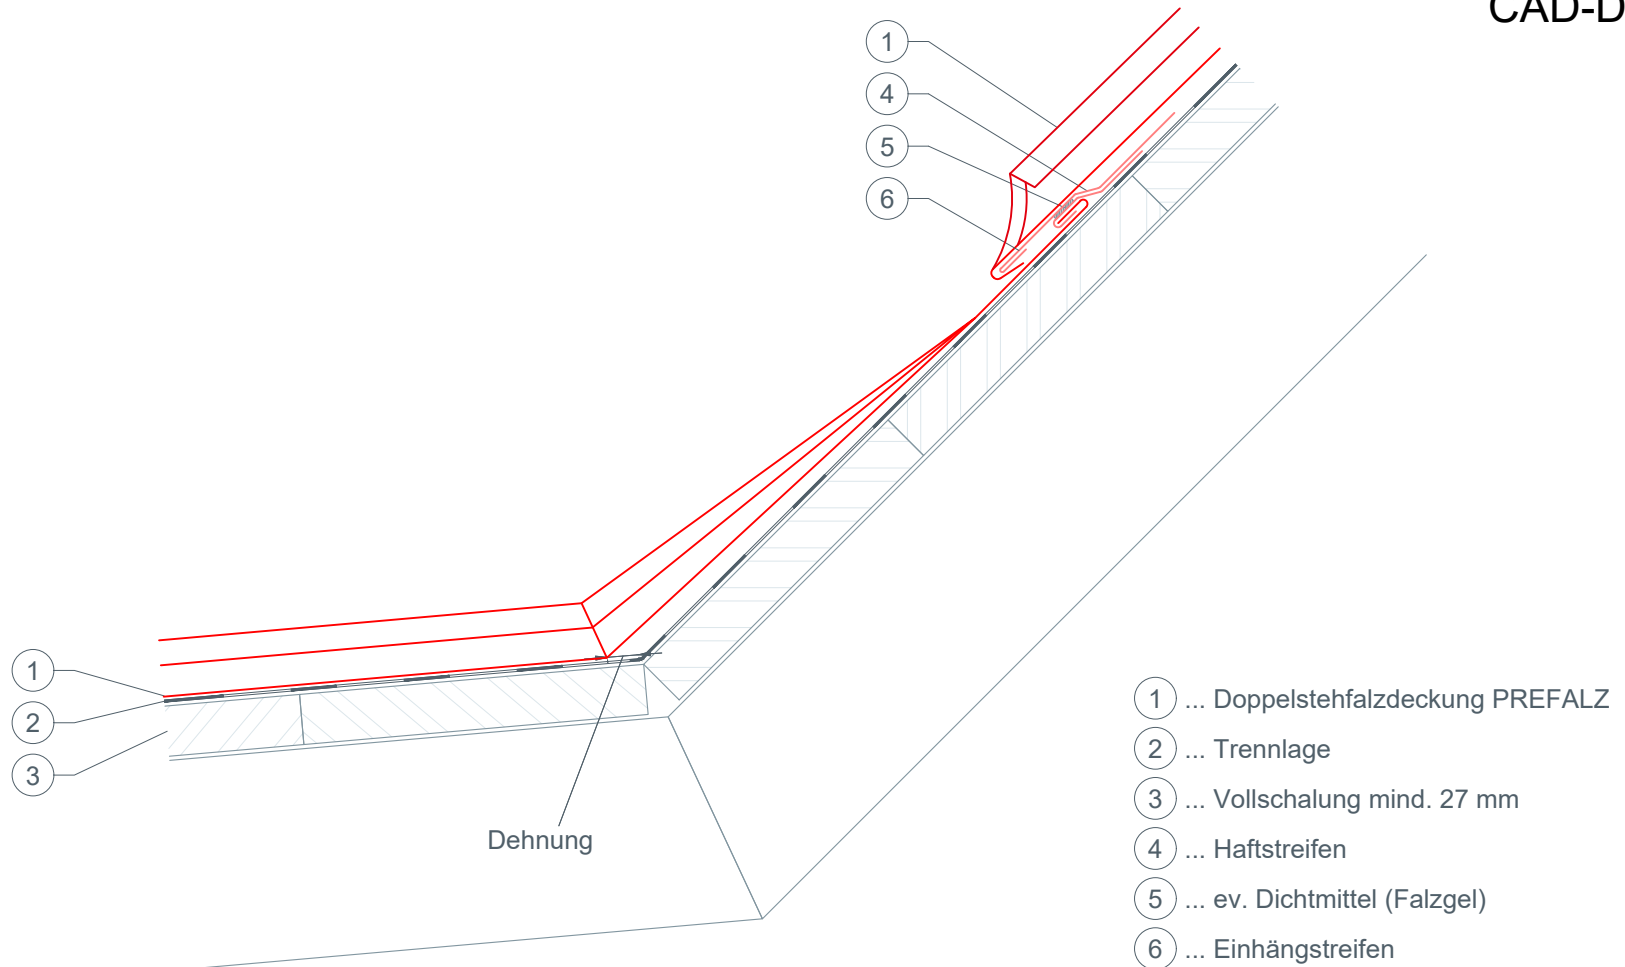 CAD-D
1
4
5
6
1
2
3
Dehnung
1 ... Doppelstehfalzdeckung PREFALZ
2 ... Trennlage
3 ... Vollschalung mind. 27 mm
4 ... Haftstreifen
5 ... ev. Dichtmittel (Falzgel)
6 ... Einhängstreifen